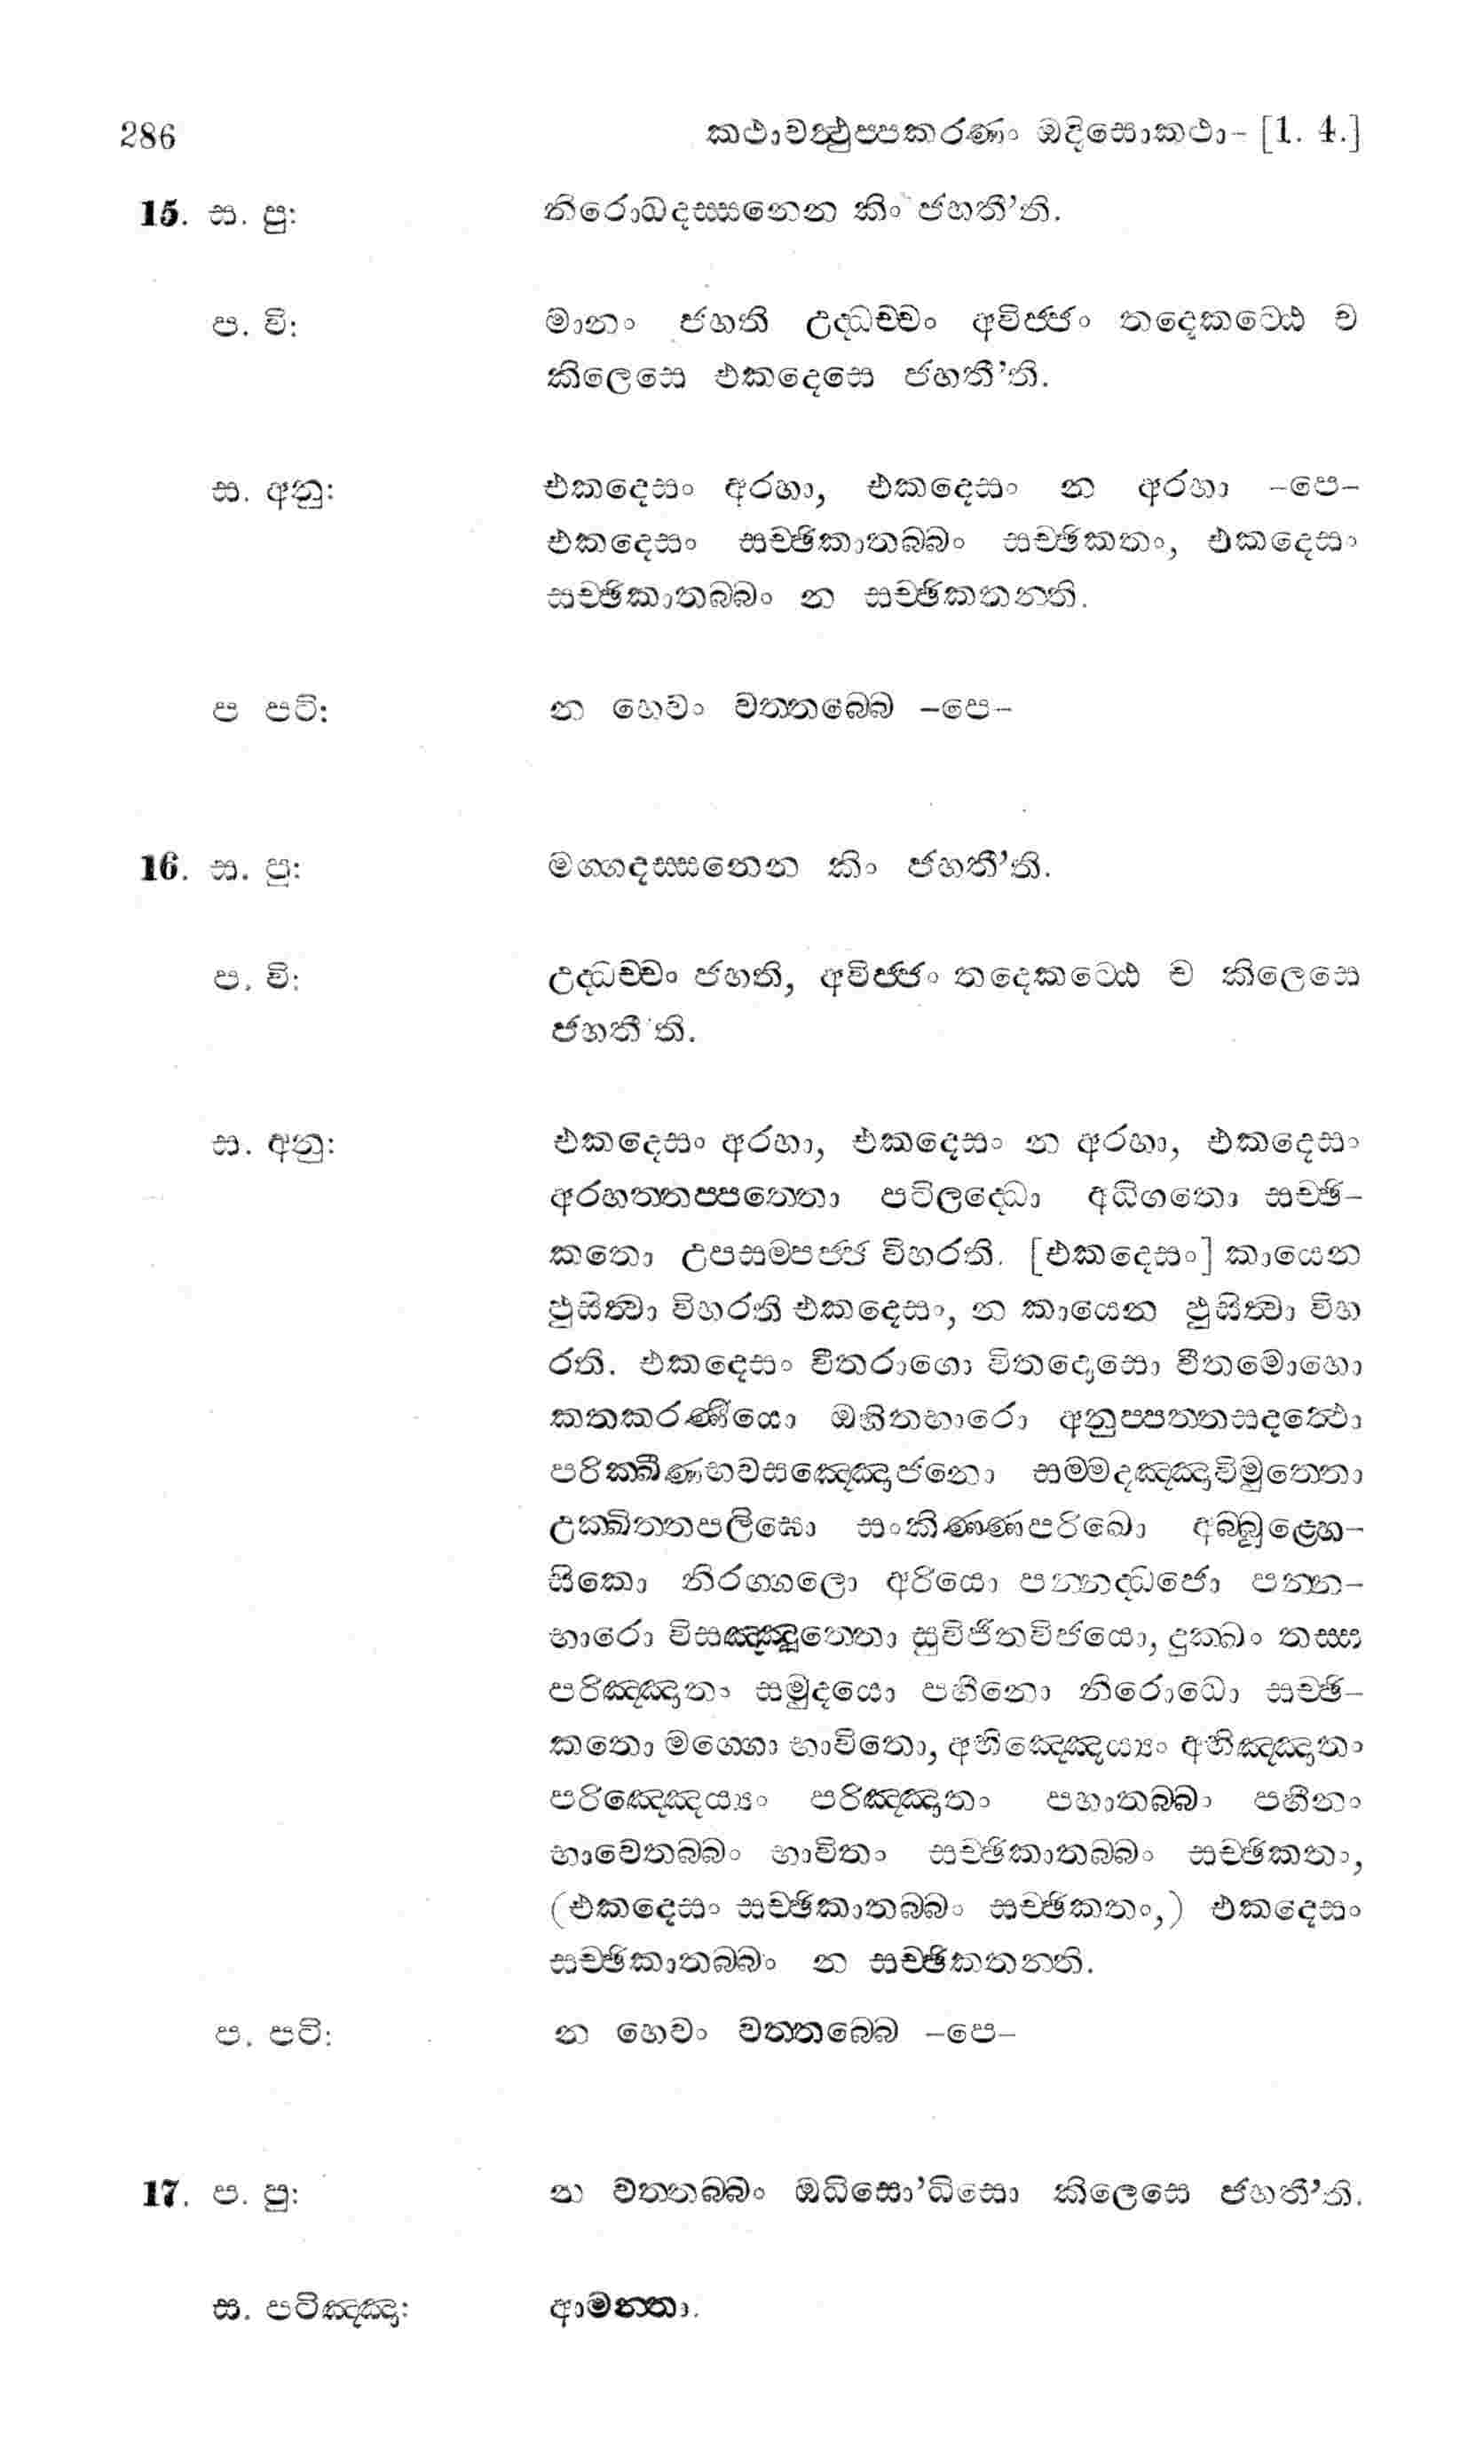 286 කථාවත්‍ථුප්පකරණං ඔදිසොකථා- [1. 4.]
15. ස. පු: නිරොධදස්සනෙන කිං ජහතී'ති.
ප. වි: මානං ජහති උද්ධච්චං අවිජ්ජං තදෙකට්ඨෙ ච
කිලෙසෙ එකදෙසෙ ජහතී'ති.
ස. අනු: එකදෙසං අරහා, එකදෙසං න අරහා -පෙ-
එකදෙසං සච්ඡිකාතබ්බං සච්ඡිකතං, එකදෙසං
සච්ඡිකාතබ්බං න සච්ඡිකතන්ති.
ප පටි: න හෙවං වත්තබ්බෙ -පෙ-
16. ස. පු: මග්ගදස්සනෙන කිං ජහතී'ති.
ප. වි: උද්ධච්චං ජහති, අවිජ්ජං තදෙකට්ඨෙ ච කිලෙසෙ
ජහතී'ති.
ස. අනු: එකදෙසං අරහා, එකදෙසං න අරහා, එකදෙසං
අරහත්තප්පත්තො පටිලද්ධො අධිගතො සච්ඡි-
කතො උපසම්පජ්ජ විහරති. [එකදෙසං] කායෙන
ඵුසිත්‍වා විහරති එකදෙසං, න කායෙන ඵුසිත්‍වා විහ
රති. එකදෙසං වීතරාගො විතදොසො වීතමොහො
කතකරණීයො ඔහිතභාරො අනුප්පත්තසදත්‍ථො
පරික්ඛීණභවසඤ්ඤොජනො සම්මදඤ්ඤාවිමුත්තො
උක්ඛිත්තපලිඝො සංකිණ්ණපරිඛො අබ්බූළ්හෙ-
සිකො නිරග්ගලො අරියො පන්නද්ධජො පන්න-
භාරො විසඤ්ඤුත්තො සුවිජිතවිජයො, දුක්ඛං තස්ස
පරිඤ්ඤාතං සමුදයො පහීනො නිරොධො සච්ඡි-
කතො මග්ගො භාවිතො, අභිඤ්ඤෙය්‍යං අභිඤ්ඤාතං
පරිඤ්ඤෙය්‍යං පරිඤ්ඤාතං පහාතබ්බං පහීනං
භාවෙතබ්බං භාවිතං සච්ඡිකාතබ්බං සච්ඡිකතං,
(එකදෙසං සච්ඡිකාතබ්බං සච්ඡිකතං,) එකදෙසං
සච්ඡිකාතබ්බං න සච්ඡිකතන්ති.
ප. පටි: න හෙවං වත්තබ්බෙ -පෙ-
17. ප. පු: න වත්තබ්බං ඔධිසො'ධිසො කිලෙසෙ ජහතී'ති.
ස. පටිඤ්ඤා: ආමන්තා.